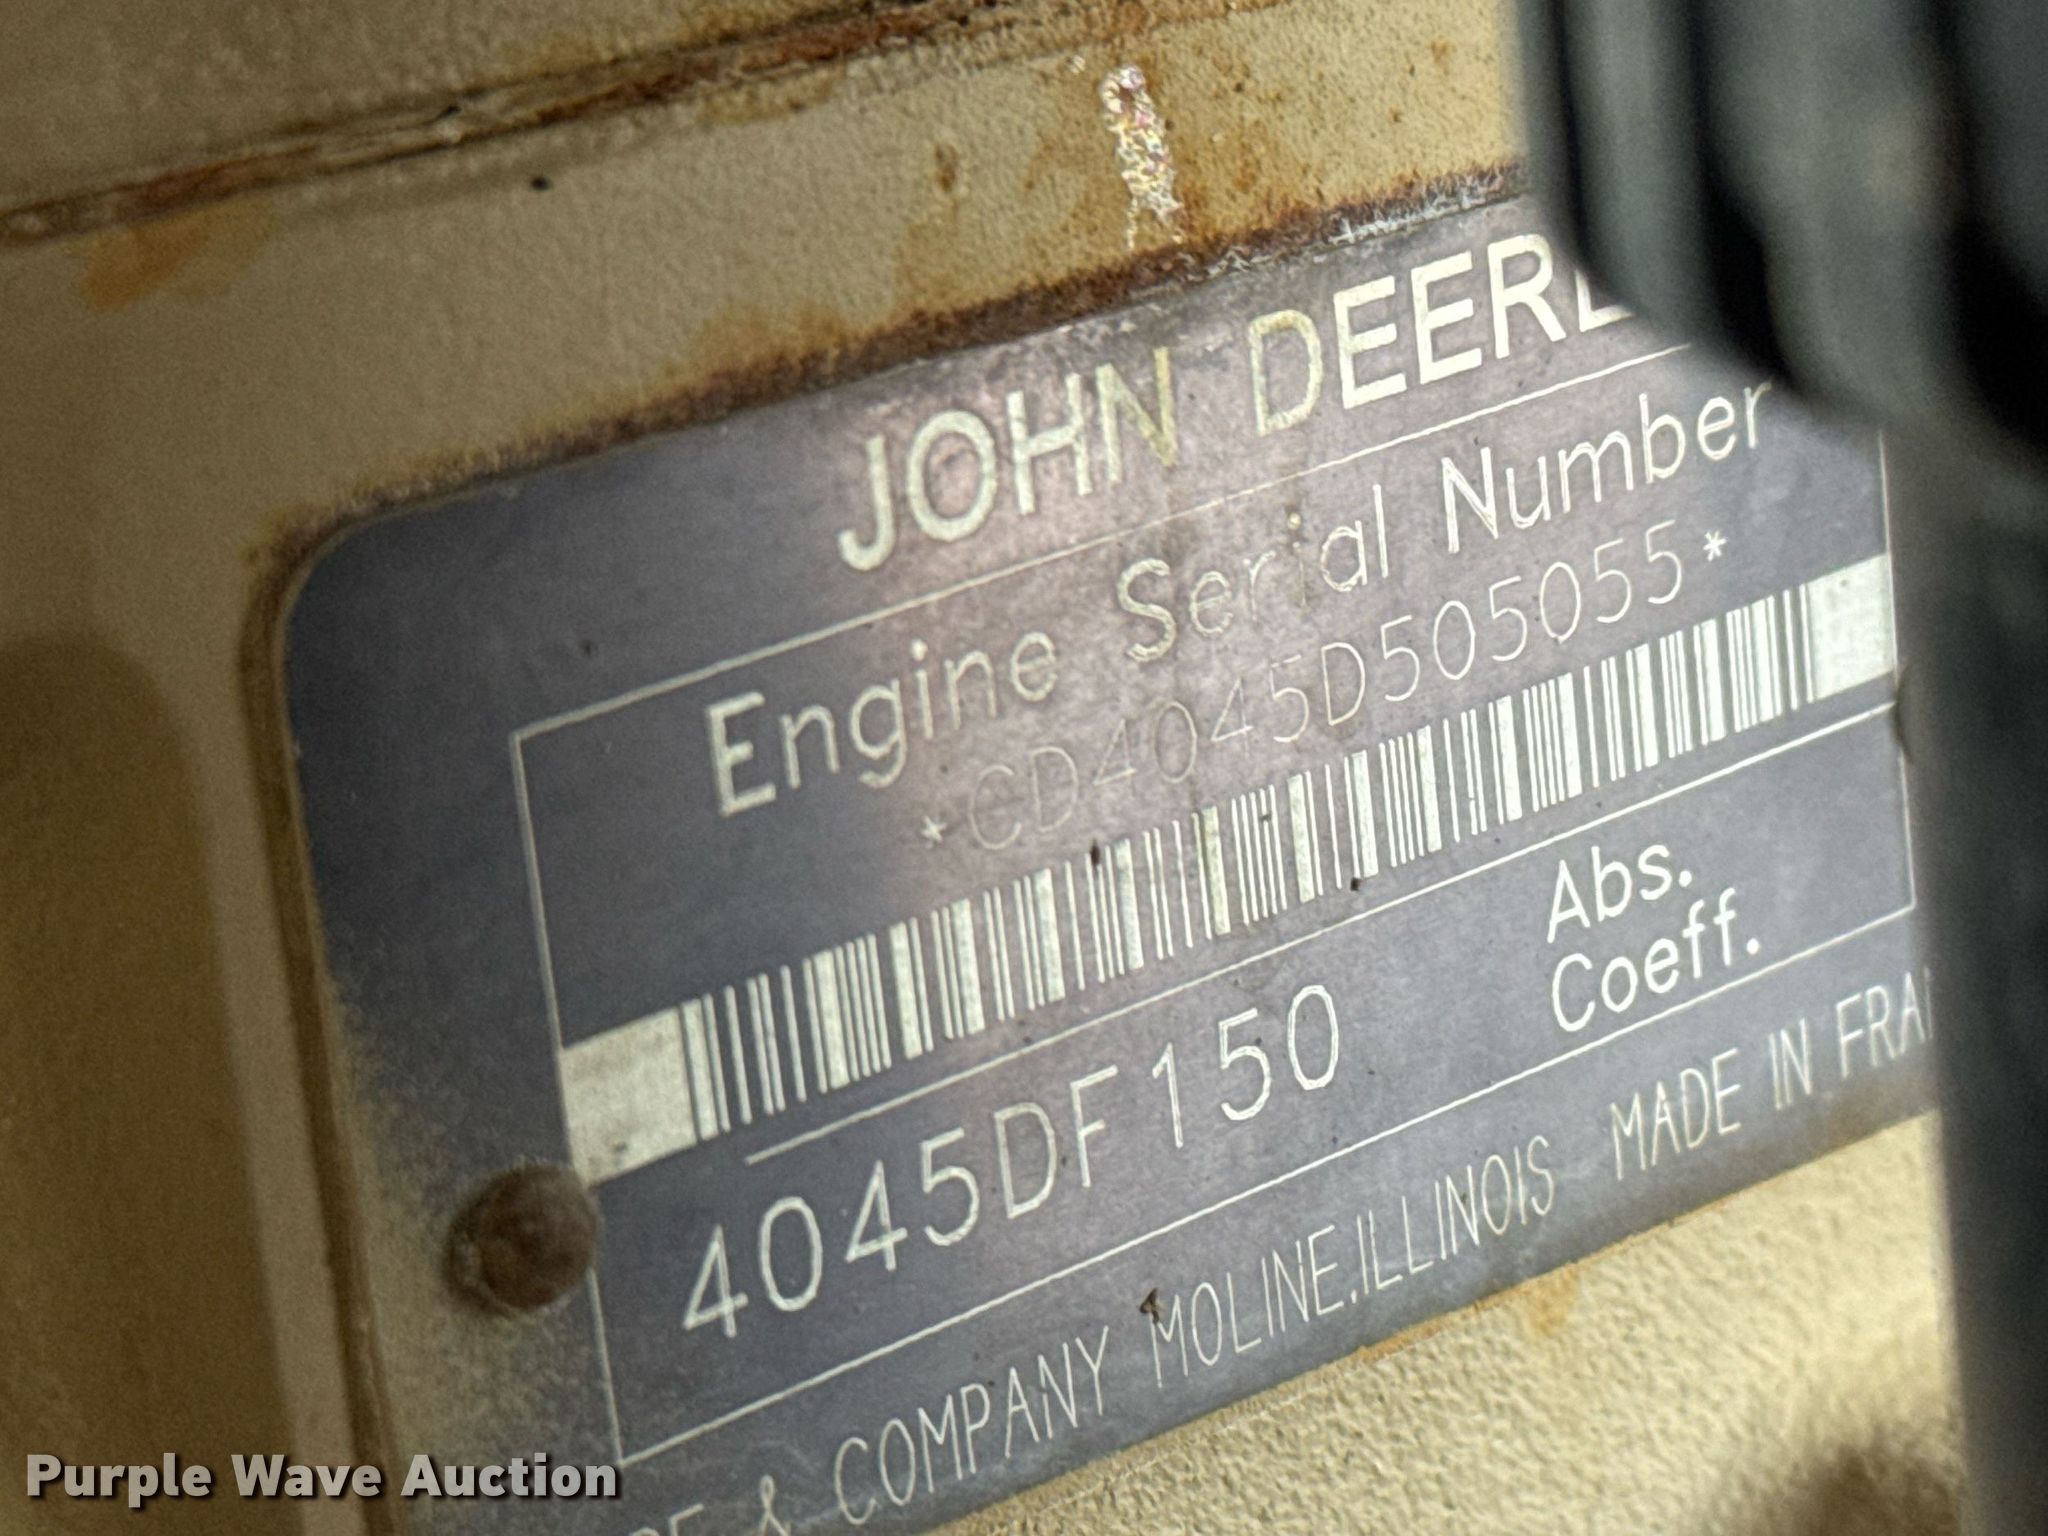 JOHN DEERE
Engine Serial Number
*CD4045D505055*
4045DF150
Abs.
Coeff.
& COMPANY MOLINE,ILLINOIS MADE IN FRA
Purple Wave Auction